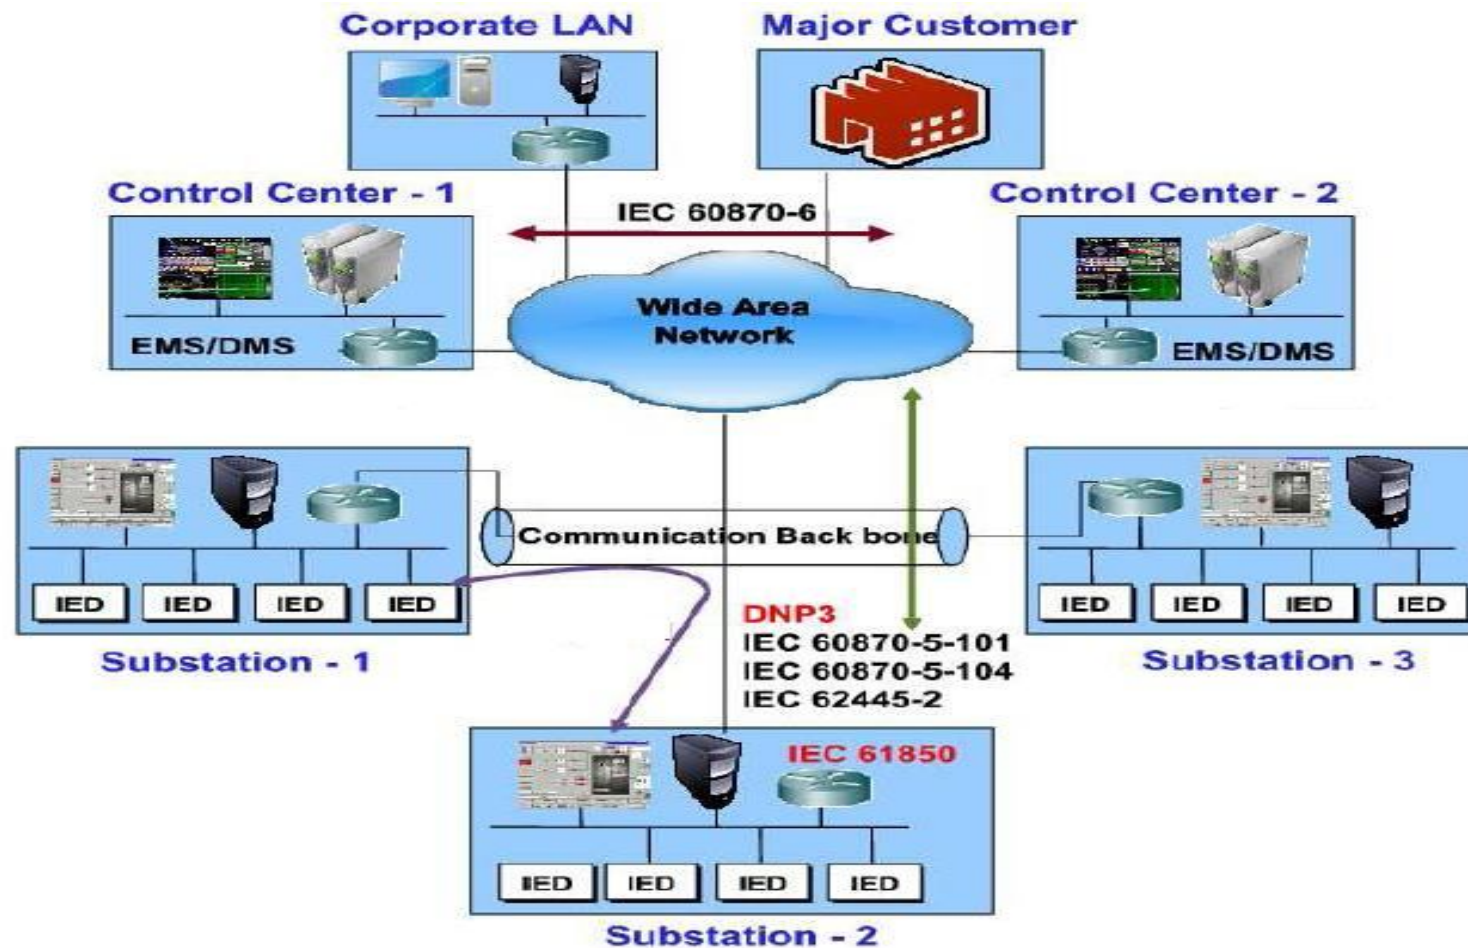 Corporate LAN
Major Customer
Control Center - 1
IEC 60870-6
Control Center - 2
Wide Area
Network
EMS/DMS
EMS/DMS
Communication Back bone
IED
IED
IED
IED
IED
IED
IED
IED
DNP3
IEC 60870-5-101
IEC 60870-5-104
IEC 62445-2
Substation - 1
Substation - 3
IEC 61850
IED
IED
IED
IED
Substation - 2